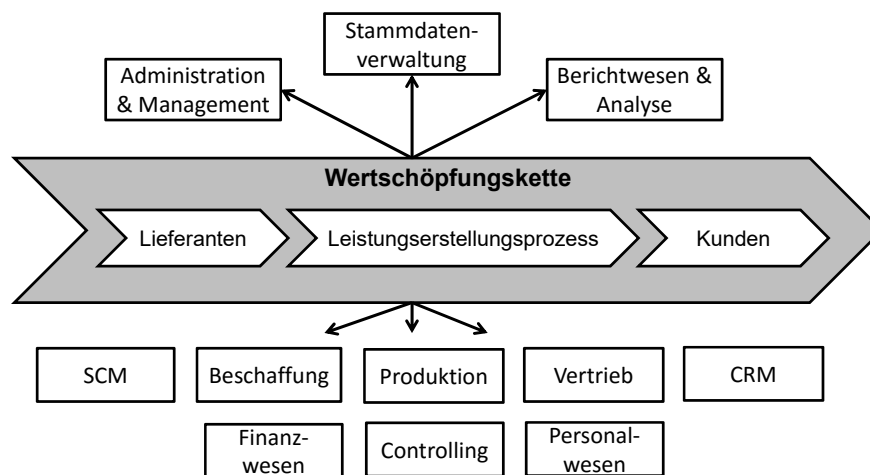 Stammdaten-
verwaltung
Administration
& Management
Berichtwesen &
Analyse
Wertschöpfungskette
Lieferanten
Leistungserstellungsprozess
Kunden
SCM
Beschaffung
Produktion
Vertrieb
CRM
Finanz-
wesen
Controlling
Personal-
wesen